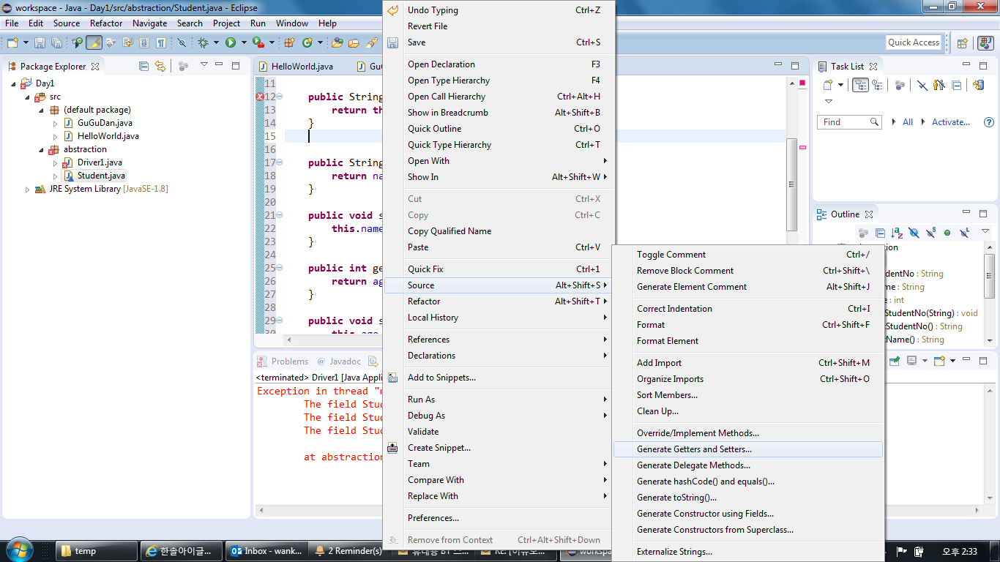 workspace - Java - Day1/src/abstraction/Student.java - Eclipse
File Edit Source Refactor Navigate Search Project Run Window Help
Quick Access
Package Explorer
Day1
src
(default package)
GuGuDan.java
HelloWorld.java
abstraction
Driver1.java
Student.java
JRE System Library [JavaSE-1.8]
HelloWorld.java
11
12 public String
13 return th
14 }
15
16
17 public String
18 return na
19 }
20
21 public void s
22 this.name
23 }
24
25 public int ge
26 return ag
27 }
28
29 public void s
30 this.age
Problems @ Javadoc
<terminated> Driver1 [Java Appli
Exception in thread "m
The field Stud
The field Stud
The field Stud
at abstraction
Undo Typing Ctrl+Z
Revert File
Save Ctrl+S
Open Declaration F3
Open Type Hierarchy F4
Open Call Hierarchy Ctrl+Alt+H
Show in Breadcrumb Alt+Shift+B
Quick Outline Ctrl+O
Quick Type Hierarchy Ctrl+T
Open With
Show In Alt+Shift+W
Cut Ctrl+X
Copy Ctrl+C
Copy Qualified Name
Paste Ctrl+V
Quick Fix Ctrl+1
Source Alt+Shift+S
Refactor Alt+Shift+T
Local History
References
Declarations
Add to Snippets...
Run As
Debug As
Validate
Create Snippet...
Team
Compare With
Replace With
Preferences...
Remove from Context Ctrl+Alt+Shift+Down
Toggle Comment Ctrl+/
Remove Block Comment Ctrl+Shift+\
Generate Element Comment Alt+Shift+J
Correct Indentation Ctrl+I
Format Ctrl+Shift+F
Format Element
Add Import Ctrl+Shift+M
Organize Imports Ctrl+Shift+O
Sort Members...
Clean Up...
Override/Implement Methods...
Generate Getters and Setters...
Generate Delegate Methods...
Generate hashCode() and equals()...
Generate toString()...
Generate Constructor using Fields...
Generate Constructors from Superclass...
Externalize Strings...
Task List
Find All Activate...
Outline
dentNo : String
me : String
e : int
StudentNo(String) : void
StudentNo() : String
tName() : String
temp
한솔아이글...
Inbox - wank...
2 Reminder(s)
workspa
오후 2:33